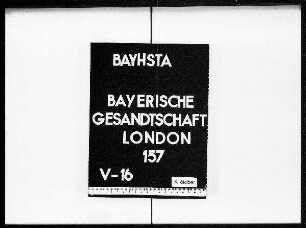 BAYHSTA
BAYERISCHE
GESANDTSCHAFT
LONDON
157
V-16